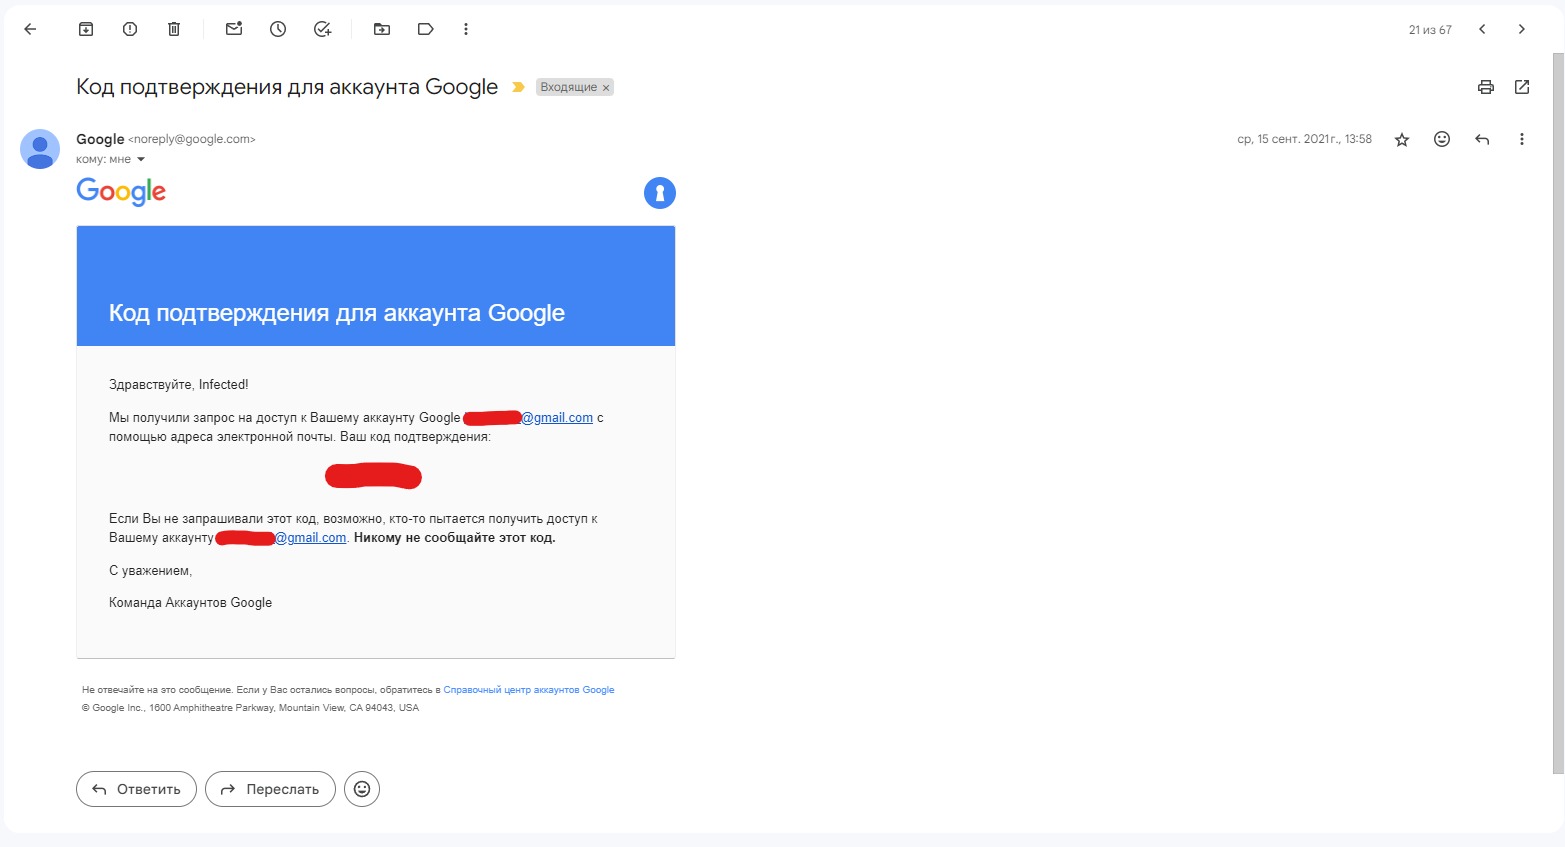 21 из 67
Код подтверждения для аккаунта Google
Входящие ×
Google <noreply@google.com>
ср, 15 сент. 2021 г., 13:58
кому: мне
Google
Код подтверждения для аккаунта Google
Здравствуйте, Infected!
Мы получили запрос на доступ к Вашему аккаунту Google @gmail.com с
помощью адреса электронной почты. Ваш код подтверждения:
Если Вы не запрашивали этот код, возможно, кто-то пытается получить доступ к
Вашему аккаунту @gmail.com. Никому не сообщайте этот код.
С уважением,
Команда Аккаунтов Google
Не отвечайте на это сообщение. Если у Вас остались вопросы, обратитесь в Справочный центр аккаунтов Google
© Google Inc., 1600 Amphitheatre Parkway, Mountain View, CA 94043, USA
Ответить
Переслать